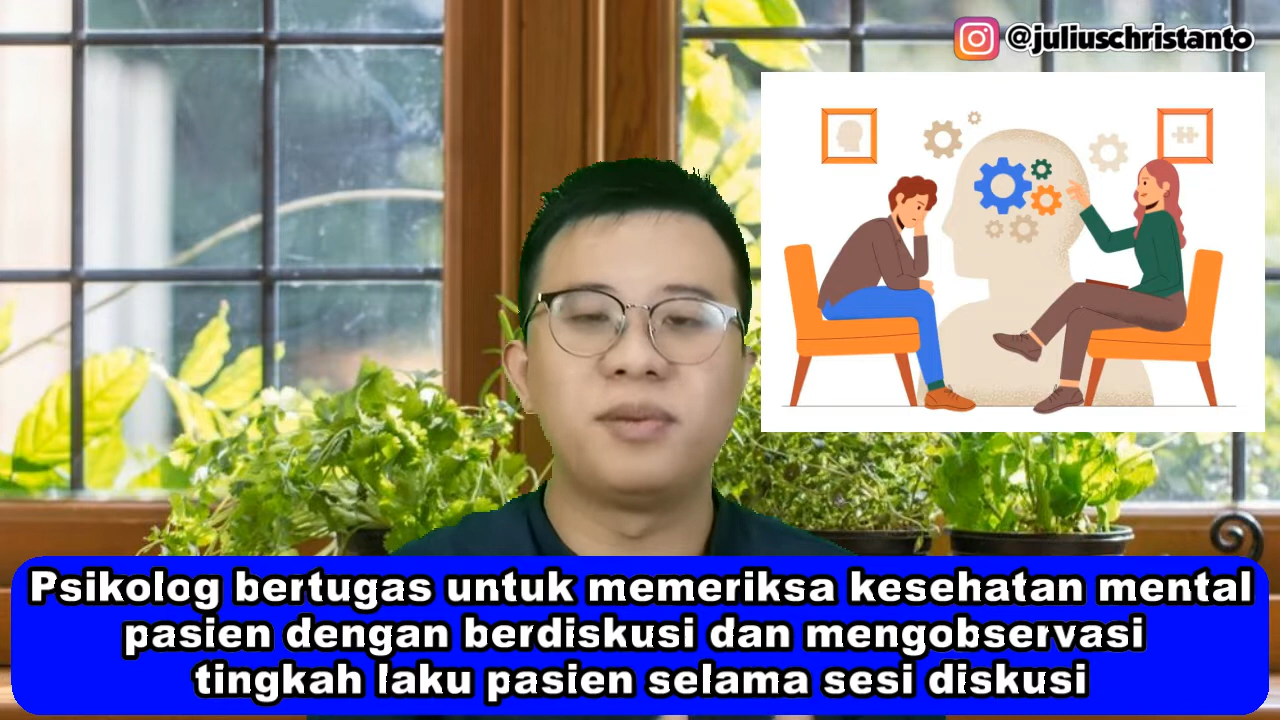 @juliuschristanto
Psikolog bertugas untuk memeriksa kesehatan mental
pasien dengan berdiskusi dan mengobservasi
tingkah laku pasien selama sesi diskusi